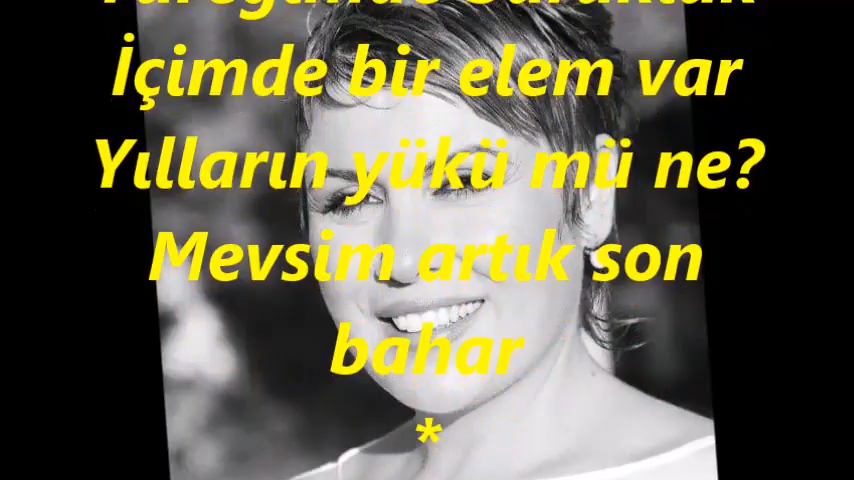 İçimde bir elem var
Yılların yükü mü ne?
Mevsim artık son
bahar
*